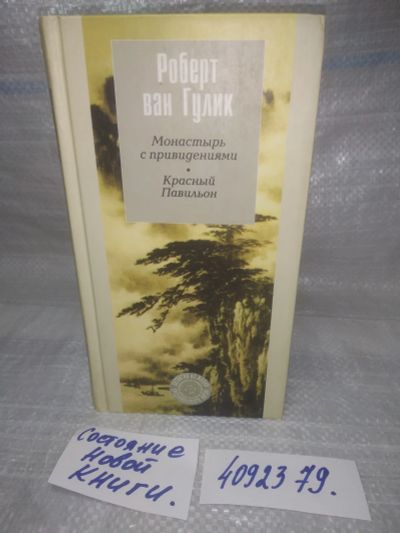 Роберт
ван Гулик
Монастырь
с привидениями
•
Красный
Павильон
Состояние
новой
книги.
4092379.